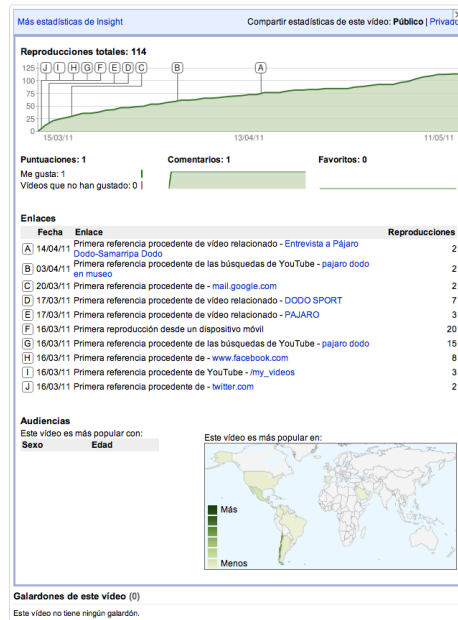 Más estadísticas de Insight
Compartir estadísticas de este vídeo: Público | Privado
Reproducciones totales: 114
125
100
75
50
25
0
J I H G F E D C B A
15/03/11 13/04/11 11/05/11
Puntuaciones: 1 Comentarios: 1 Favoritos: 0
Me gusta: 1
Vídeos que no han gustado: 0
Enlaces
Fecha Enlace Reproducciones
A 14/04/11 Primera referencia procedente de vídeo relacionado - Entrevista a Pájaro 2
Dodo-Samarripa Dodo
B 03/04/11 Primera referencia procedente de las búsquedas de YouTube - pajaro dodo 2
en museo
C 20/03/11 Primera referencia procedente de - mail.google.com 2
D 17/03/11 Primera referencia procedente de vídeo relacionado - DODO SPORT 7
E 17/03/11 Primera referencia procedente de vídeo relacionado - PAJARO 3
F 16/03/11 Primera reproducción desde un dispositivo móvil 20
G 16/03/11 Primera referencia procedente de las búsquedas de YouTube - pajaro dodo 15
H 16/03/11 Primera referencia procedente de - www.facebook.com 8
I 16/03/11 Primera referencia procedente de YouTube - /my_videos 3
J 16/03/11 Primera referencia procedente de - twitter.com 2
Audiencias
Este vídeo es más popular con:
Sexo Edad
Este vídeo es más popular en:
Más
Menos
Galardones de este vídeo (0)
Este vídeo no tiene ningún galardón.